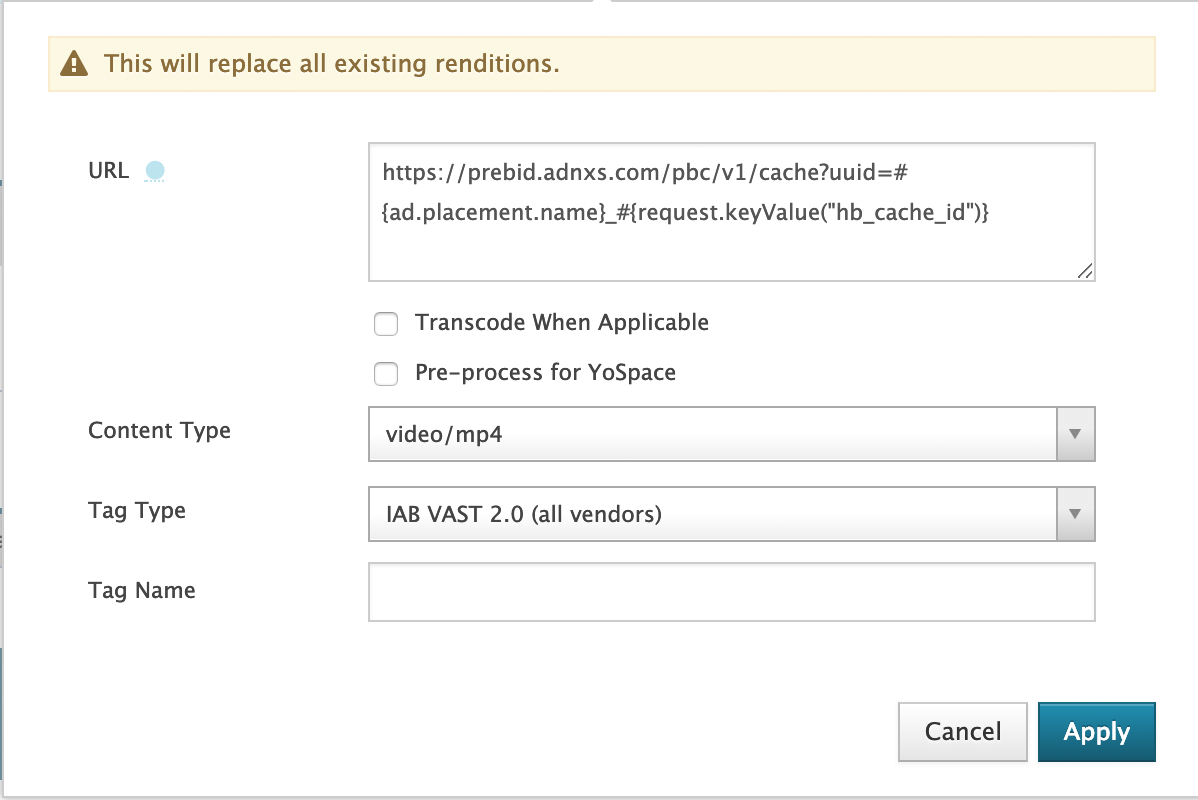 This will replace all existing renditions.
URL
https://prebid.adnxs.com/pbc/v1/cache?uuid=#
{ad.placement.name}_#{request.keyValue("hb_cache_id")}
Transcode When Applicable
Pre-process for YoSpace
Content Type
video/mp4
Tag Type
IAB VAST 2.0 (all vendors)
Tag Name
Cancel
Apply